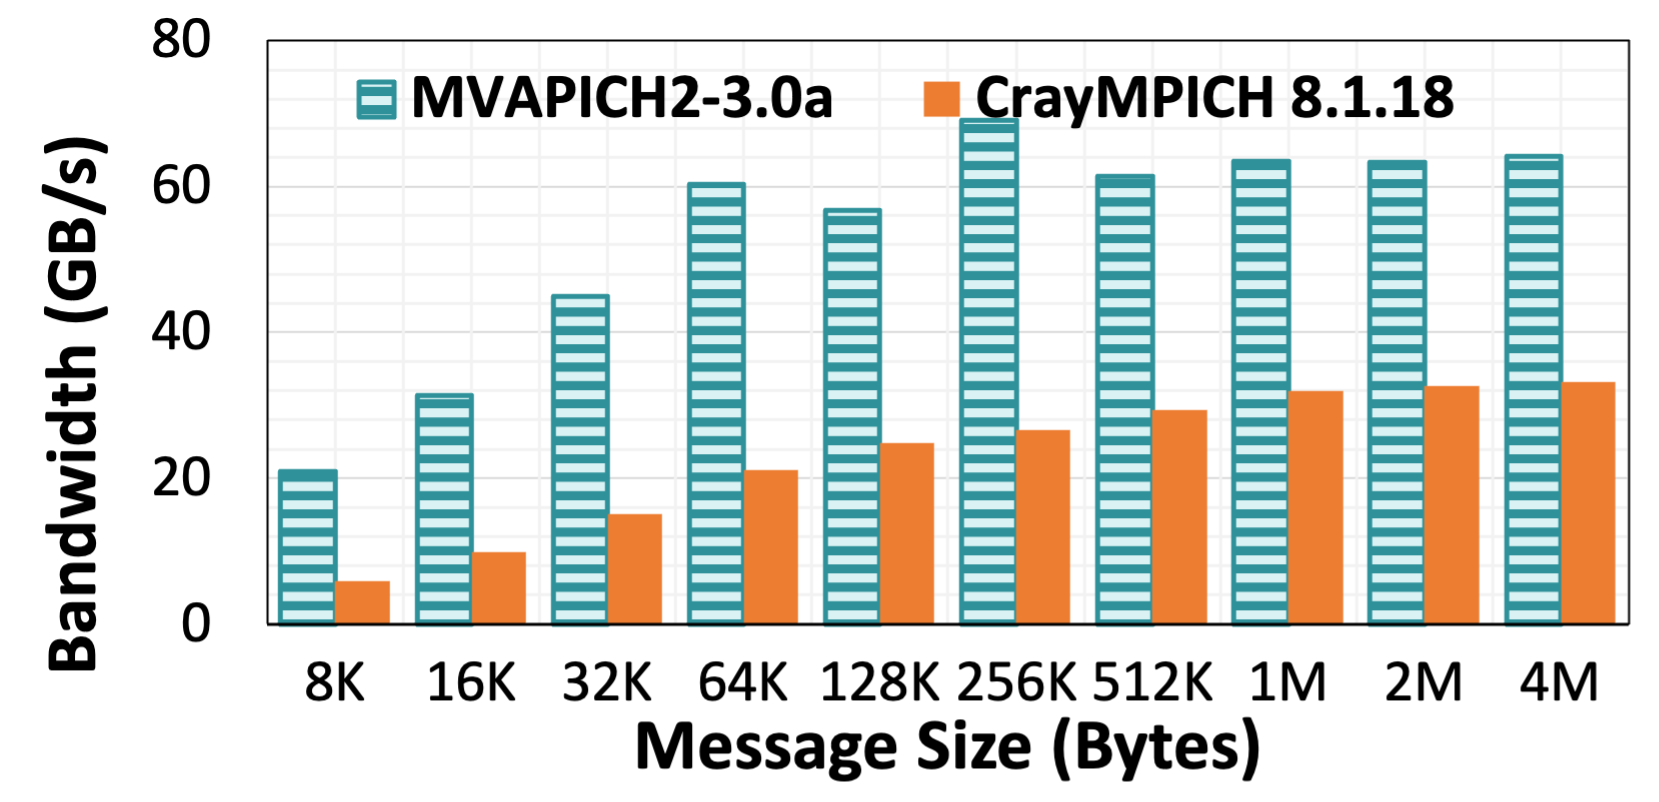 80
MVAPICH2-3.0a CrayMPICH 8.1.18
60
40
20
0
Bandwidth (GB/s)
8K 16K 32K 64K 128K 256K 512K 1M 2M 4M
Message Size (Bytes)